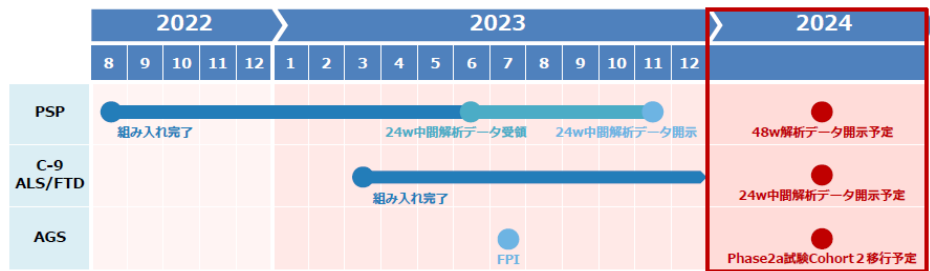 2022 2023 2024
8 9 10 11 12 1 2 3 4 5 6 7 8 9 10 11 12
PSP
組み入れ完了 24w中間解析データ受領 24w中間解析データ開示 48w解析データ開示予定
C-9
ALS/FTD
組み入れ完了 24w中間解析データ開示予定
AGS
FPI Phase2a試験Cohort２移行予定